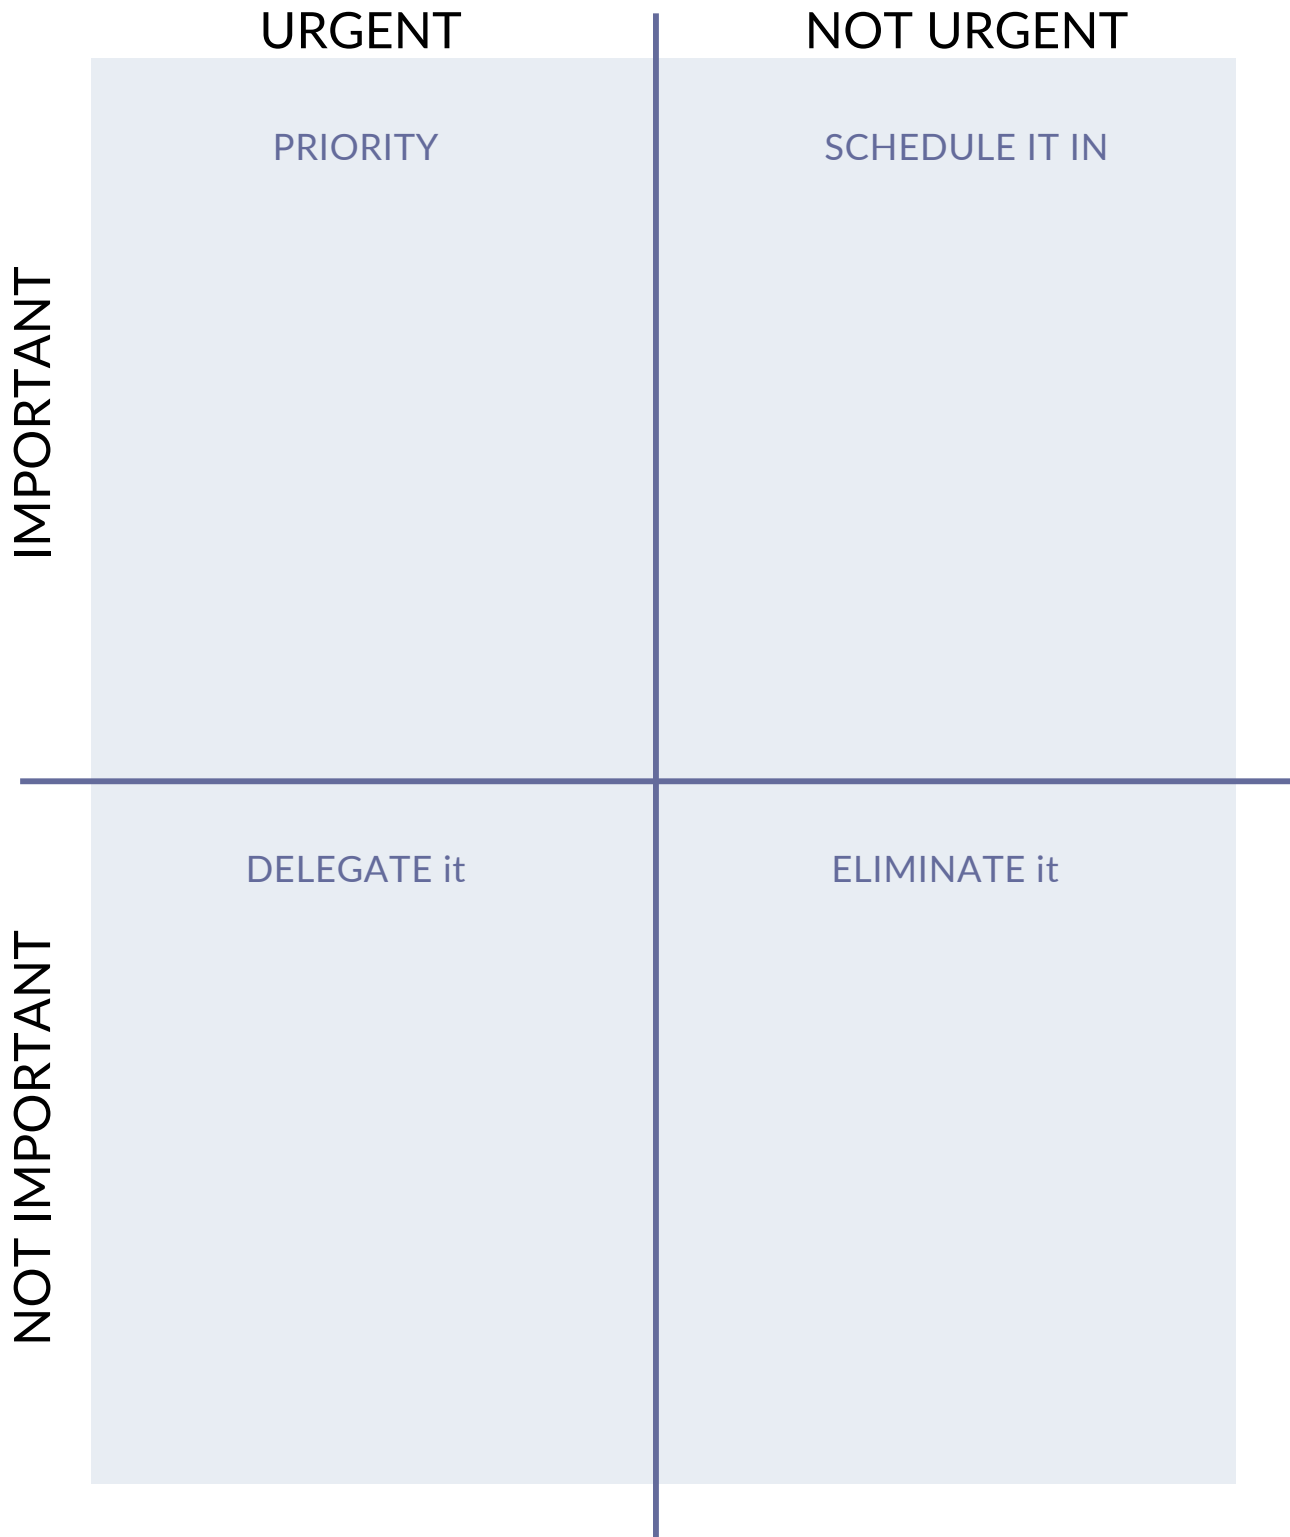 URGENT
NOT URGENT
IMPORTANT
PRIORITY
SCHEDULE IT IN
NOT IMPORTANT
DELEGATE it
ELIMINATE it